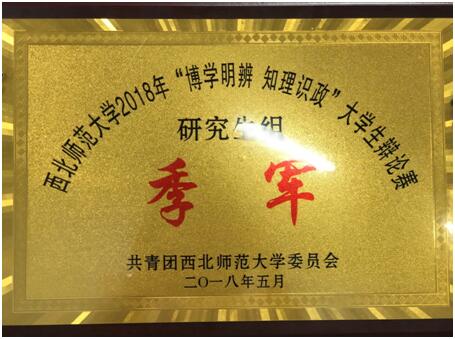 西北师范大学2018年“博学明辨 知理识政”大学生辩论赛
研究生组
季军
共青团西北师范大学委员会
二〇一八年五月